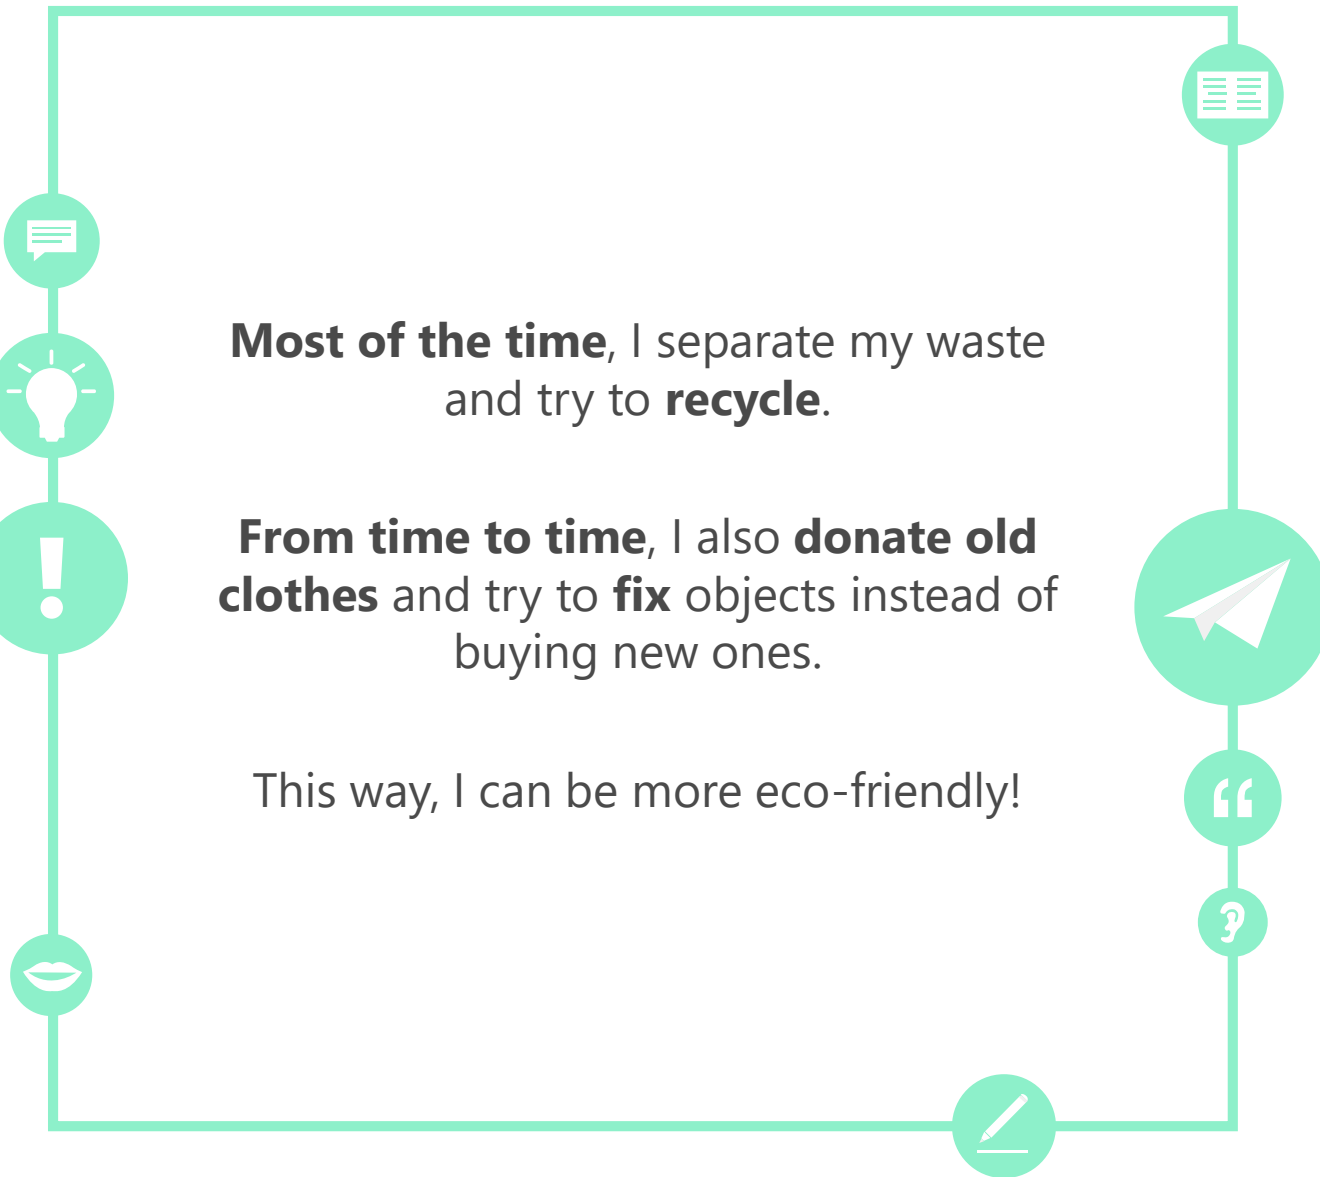 Most of the time, I separate my waste
and try to recycle.
From time to time, I also donate old
clothes and try to fix objects instead of
buying new ones.
This way, I can be more eco-friendly!